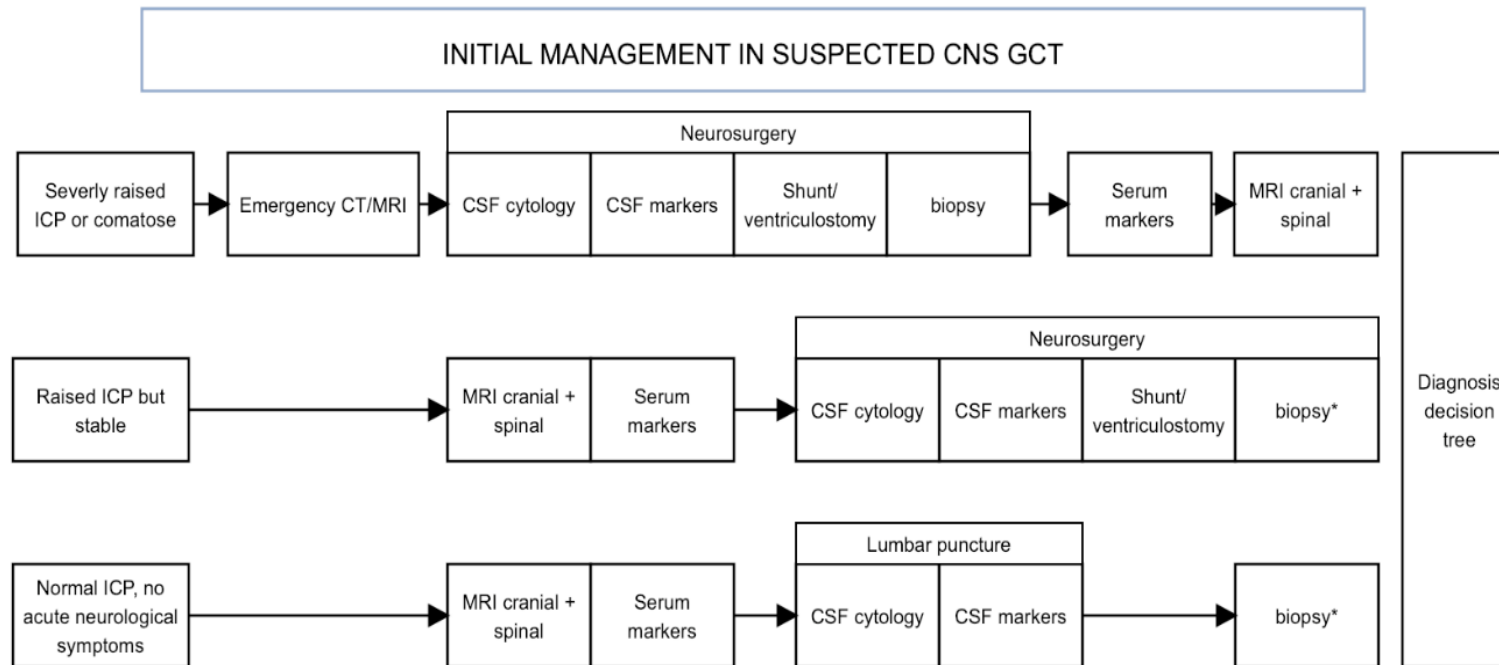 INITIAL MANAGEMENT IN SUSPECTED CNS GCT
Neurosurgery
Severly raised
ICP or comatose
Emergency CT/MRI
CSF cytology
CSF markers
Shunt/
ventriculostomy
biopsy
Serum
markers
MRI cranial +
spinal
Neurosurgery
Raised ICP but
stable
MRI cranial +
spinal
Serum
markers
CSF cytology
CSF markers
Shunt/
ventriculostomy
biopsy*
Lumbar puncture
Normal ICP, no
acute neurological
symptoms
MRI cranial +
spinal
Serum
markers
CSF cytology
CSF markers
biopsy*
Diagnosis
decision
tree